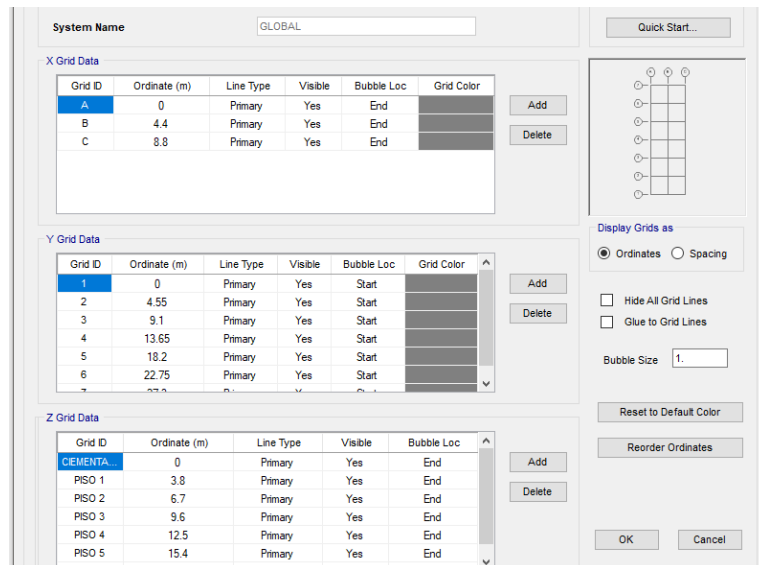 System Name GLOBAL Quick Start...
X Grid Data
Grid ID Ordinate (m) Line Type Visible Bubble Loc Grid Color
A 0 Primary Yes End Add
B 4.4 Primary Yes End
C 8.8 Primary Yes End Delete
Display Grids as
Ordinates Spacing
Y Grid Data
Grid ID Ordinate (m) Line Type Visible Bubble Loc Grid Color
1 0 Primary Yes Start Add
2 4.55 Primary Yes Start
3 9.1 Primary Yes Start Delete
4 13.65 Primary Yes Start
5 18.2 Primary Yes Start
6 22.75 Primary Yes Start
Hide All Grid Lines
Glue to Grid Lines
Bubble Size 1.
Reset to Default Color
Reorder Ordinates
Z Grid Data
Grid ID Ordinate (m) Line Type Visible Bubble Loc
CIEMENTA... 0 Primary Yes End Add
PISO 1 3.8 Primary Yes End
PISO 2 6.7 Primary Yes End Delete
PISO 3 9.6 Primary Yes End
PISO 4 12.5 Primary Yes End
PISO 5 15.4 Primary Yes End
OK Cancel